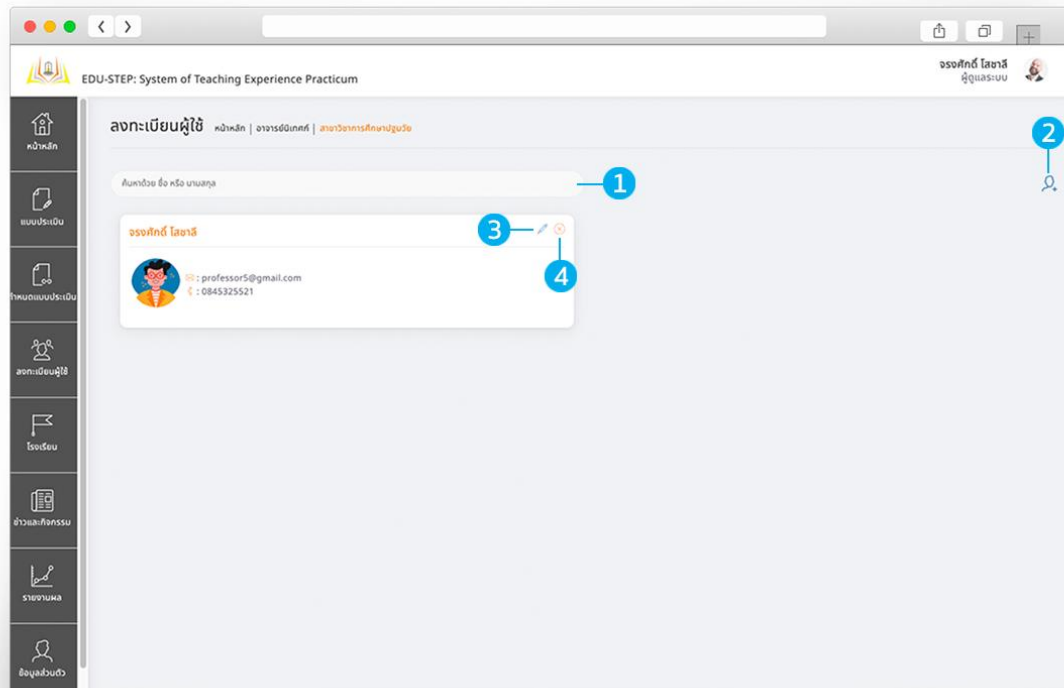 EDU-STEP: System of Teaching Experience Practicum
จรงศักดิ์ โสชาลี
ผู้ดูแลระบบ
หน้าหลัก
แบบประเมิน
กำหนดแบบประเมิน
ลงทะเบียนผู้ใช้
โรงเรียน
ข่าวและกิจกรรม
รายงานผล
ข้อมูลส่วนตัว
ลงทะเบียนผู้ใช้ หน้าหลัก | อาจารย์นิเทศก์ | สาขาวิชาการศึกษาปฐมวัย
2
ค้นหาด้วย ชื่อ หรือ นามสกุล
1
จรงศักดิ์ โสชาลี
3
4
: professor5@gmail.com
: 0845325521